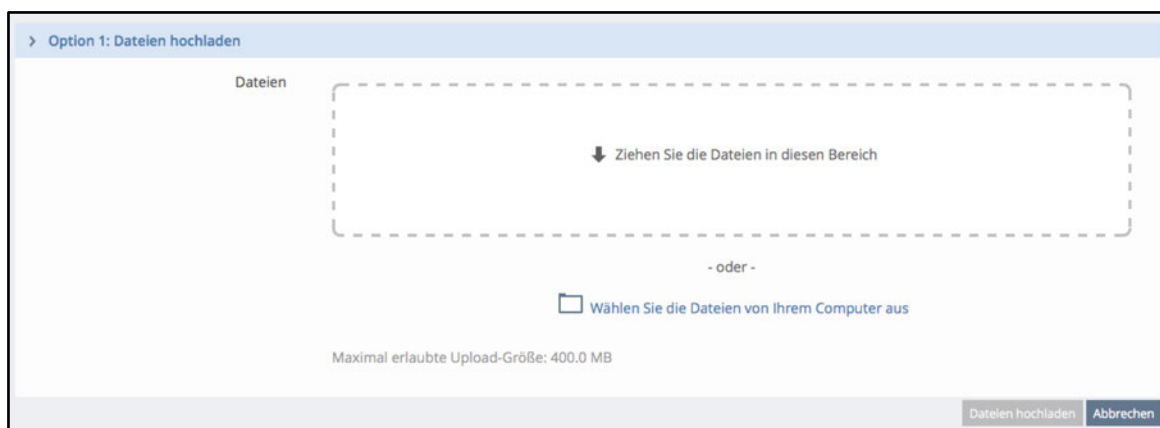 Option 1: Dateien hochladen
Dateien
Ziehen Sie die Dateien in diesen Bereich
- oder -
Wählen Sie die Dateien von Ihrem Computer aus
Maximal erlaubte Upload-Größe: 400.0 MB
Dateien hochladen Abbrechen